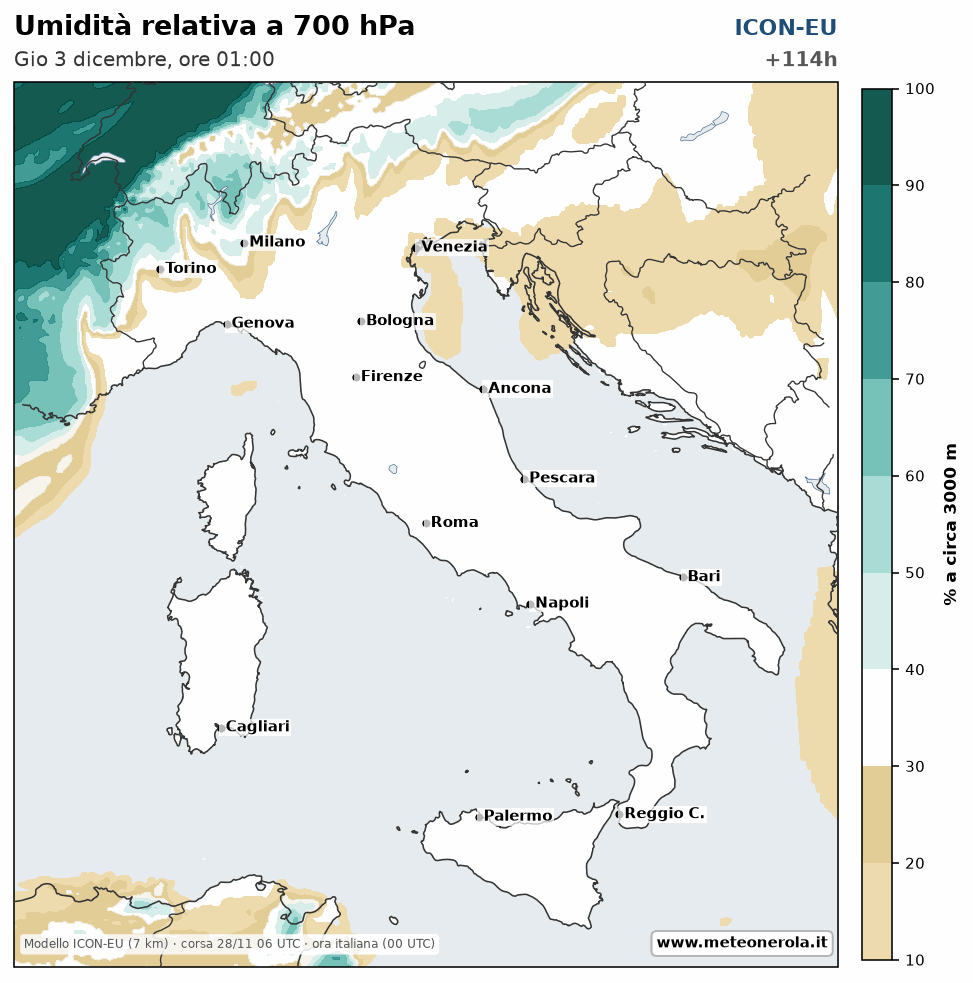 Umidità relativa a 700 hPa
ICON-EU
Gio 3 dicembre, ore 01:00
+114h
100
90
80
70
60
50
40
30
20
10
% a circa 3000 m
Milano
Venezia
Torino
Genova
Bologna
Firenze
Ancona
Pescara
Roma
Bari
Napoli
Cagliari
Palermo
Reggio C.
Modello ICON-EU (7 km) · corsa 28/11 06 UTC · ora italiana (00 UTC)
www.meteonerola.it